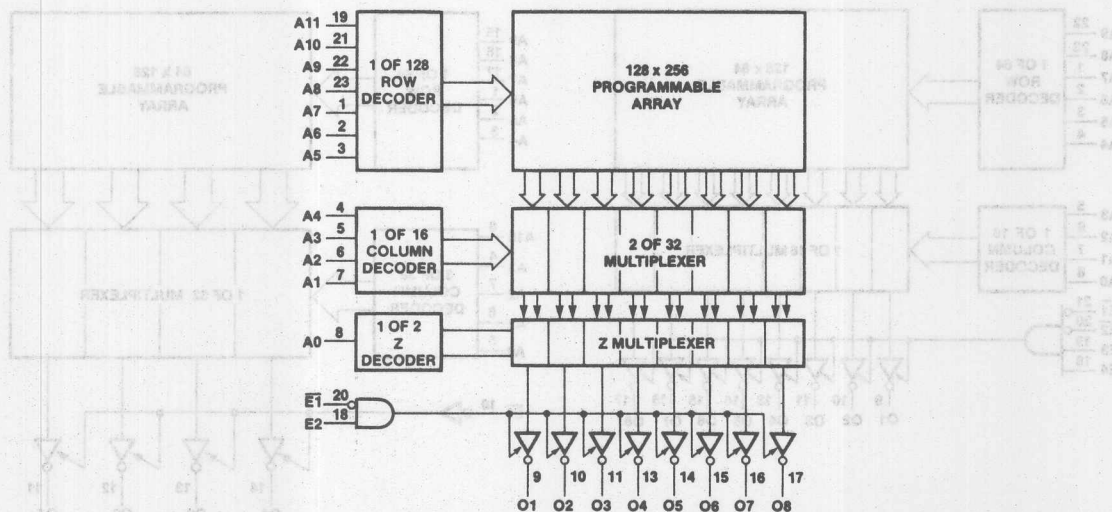 A11 19
A10 21
A9 22
A8 23
A7 1
A6 2
A5 3
1 OF 128
ROW
DECODER
128 x 256
PROGRAMMABLE
ARRAY
A4 4
A3 5
A2 6
A1 7
1 OF 16
COLUMN
DECODER
2 OF 32
MULTIPLEXER
A0 8
1 OF 2
Z
DECODER
Z MULTIPLEXER
E1 20
E2 18
9 10 11 13 14 15 16 17
O1 O2 O3 O4 O5 O6 O7 O8